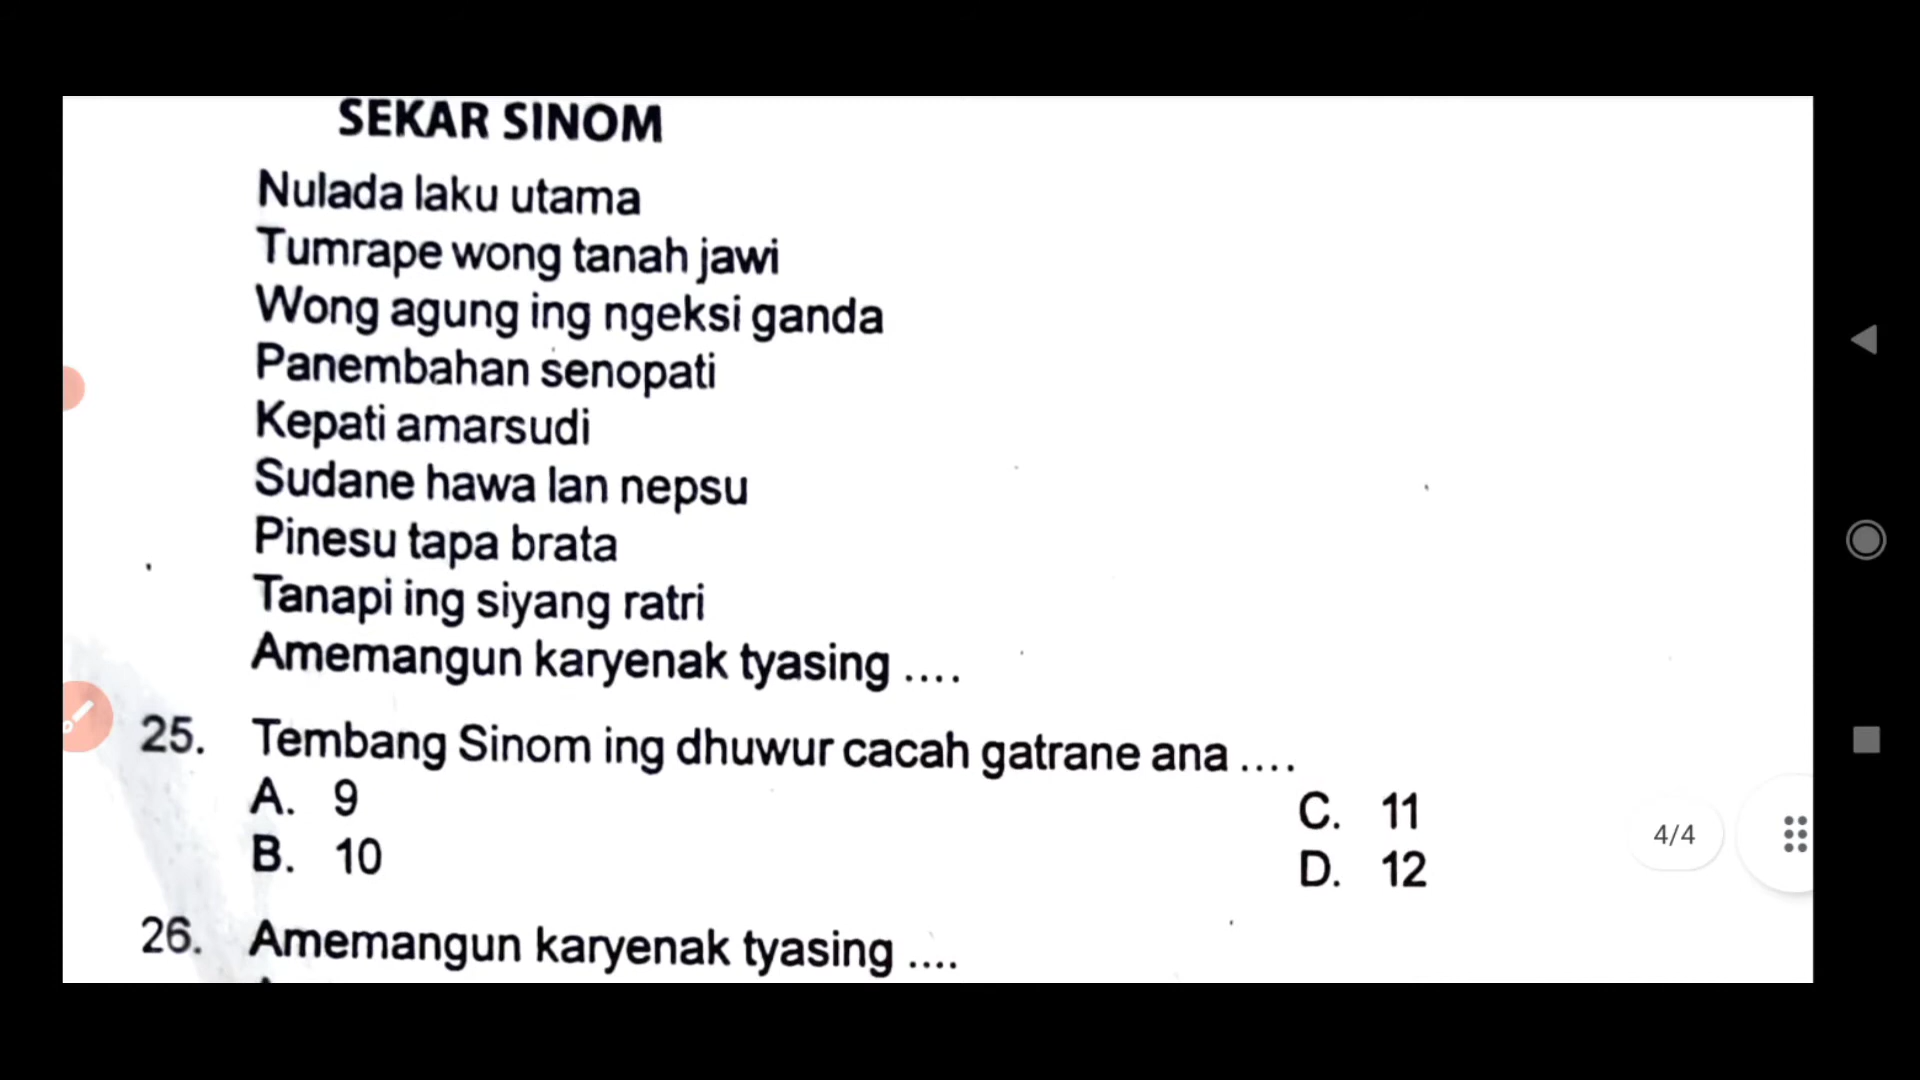 SEKAR SINOM
Nulada laku utama
Tumrape wong tanah jawi
Wong agung ing ngeksi ganda
Panembahan senopati
Kepati amarsudi
Sudane hawa lan nepsu
Pinesu tapa brata
Tanapi ing siyang ratri
Amemangun karyenak tyasing ....
25. Tembang Sinom ing dhuwur cacah gatrane ana ....
A. 9
C. 11
B. 10
D. 12
4/4
26. Amemangun karyenak tyasing ....